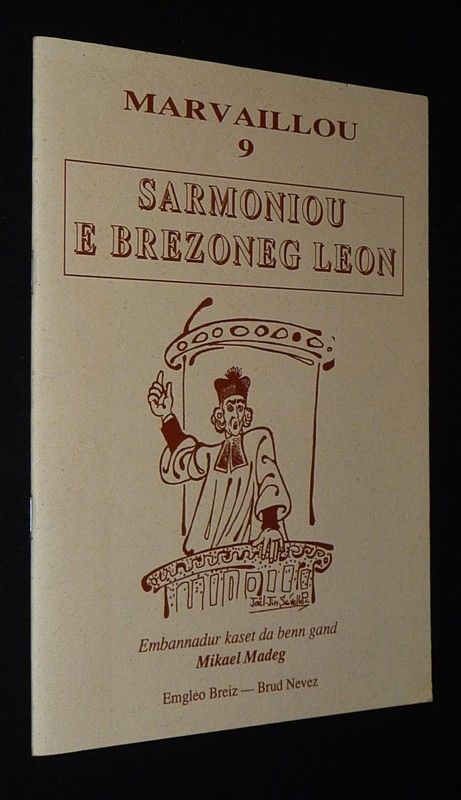 MARVAILLOU
9
SARMONIOU
E BREZONEG LEON
Embannadur kaset da benn gand
Mikael Madeg
Emgleo Breiz — Brud Nevez